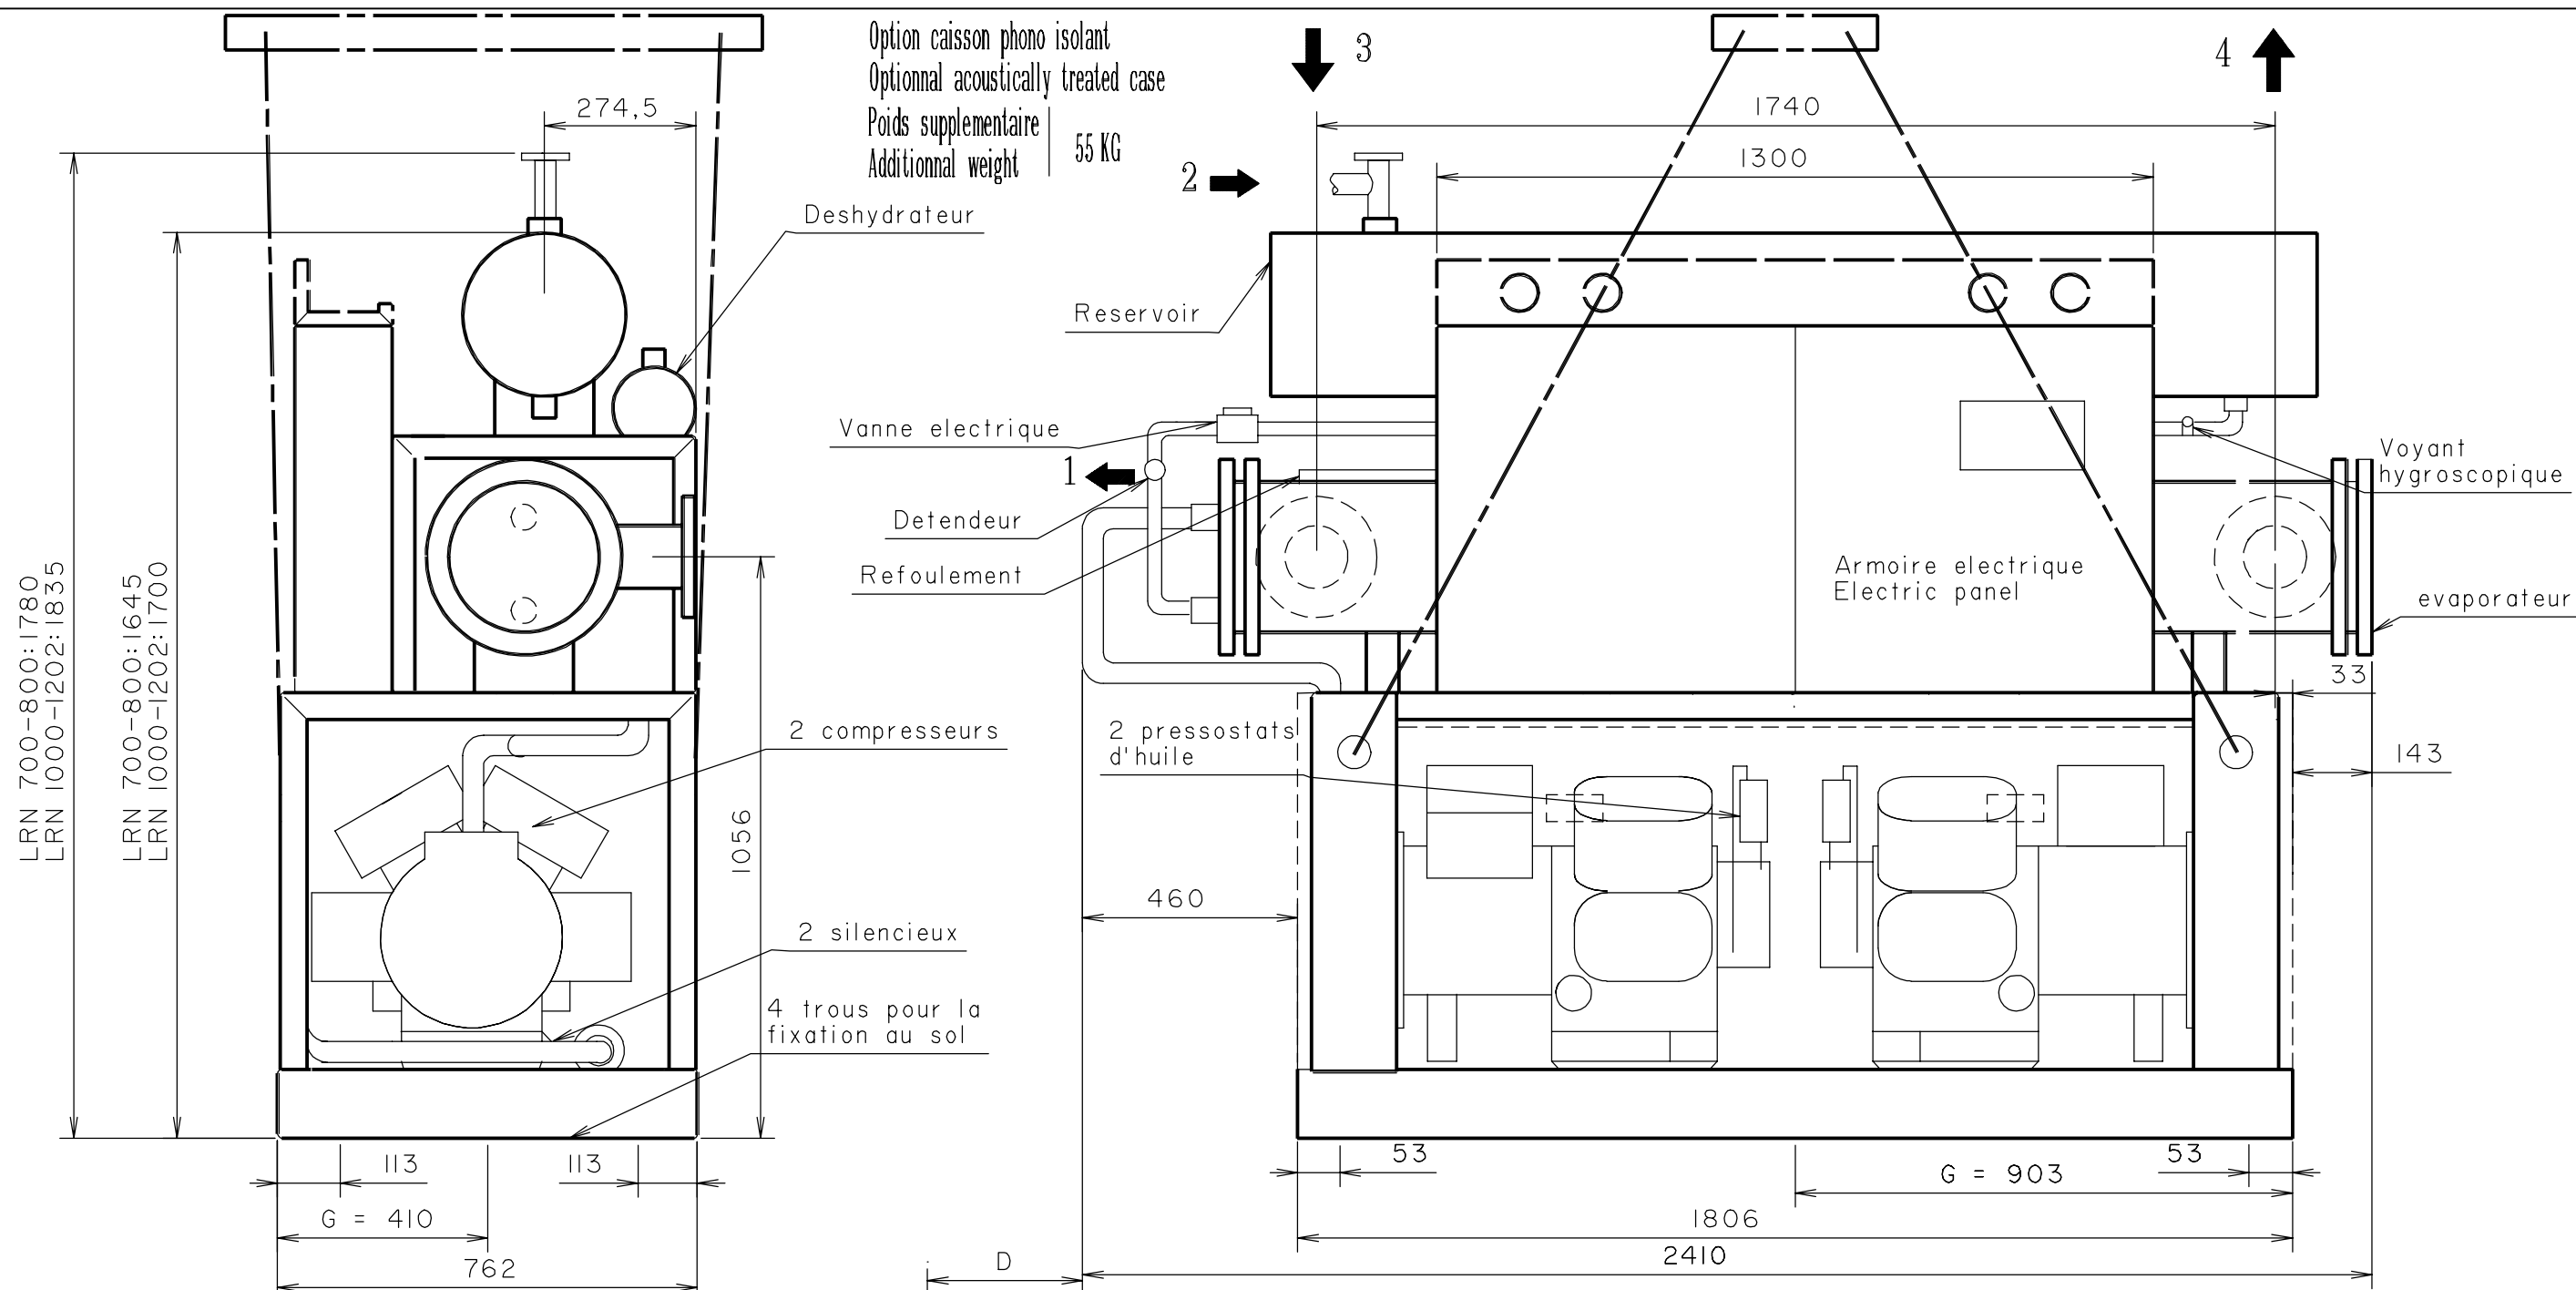 Option caisson phono isolant
Optionnal acoustically treated case
Poids supplementaire
Additionnal weight
55 KG
3
4
274,5
1740
1300
2
Deshydrateur
Reservoir
Vanne electrique
1
Detendeur
Refoulement
Voyant
hygroscopique
Armoire electrique
Electric panel
evaporateur
LRN 700-800:1780
LRN 1000-1202:1835
LRN 700-800:1645
LRN 1000-1202:1700
33
2 compresseurs
2 pressostats
d'huile
143
1056
460
2 silencieux
4 trous pour la
fixation au sol
113
113
53
53
G = 903
G = 410
1806
762
D
2410